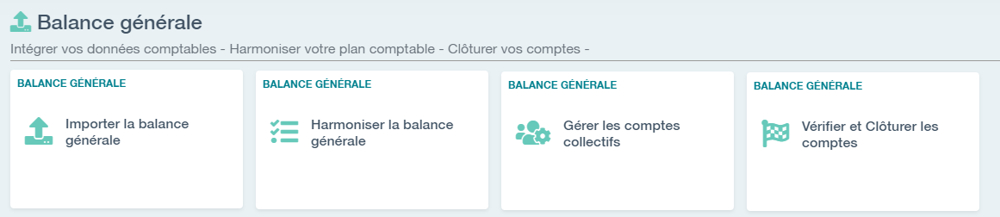 Balance générale
Intégrer vos données comptables - Harmoniser votre plan comptable - Clôturer vos comptes -
BALANCE GÉNÉRALE
Importer la balance
générale
BALANCE GÉNÉRALE
Harmoniser la balance
générale
BALANCE GÉNÉRALE
Gérer les comptes
collectifs
BALANCE GÉNÉRALE
Vérifier et Clôturer les
comptes